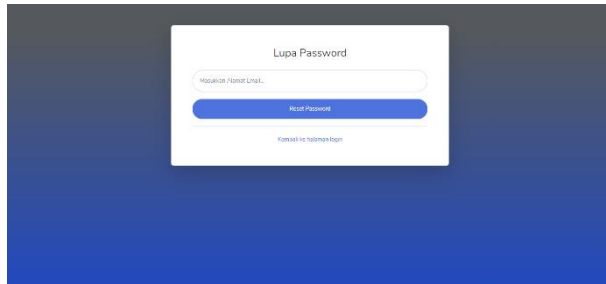 Lupa Password
Masukkan Alamat Email...
Reset Password
Kembali ke halaman login